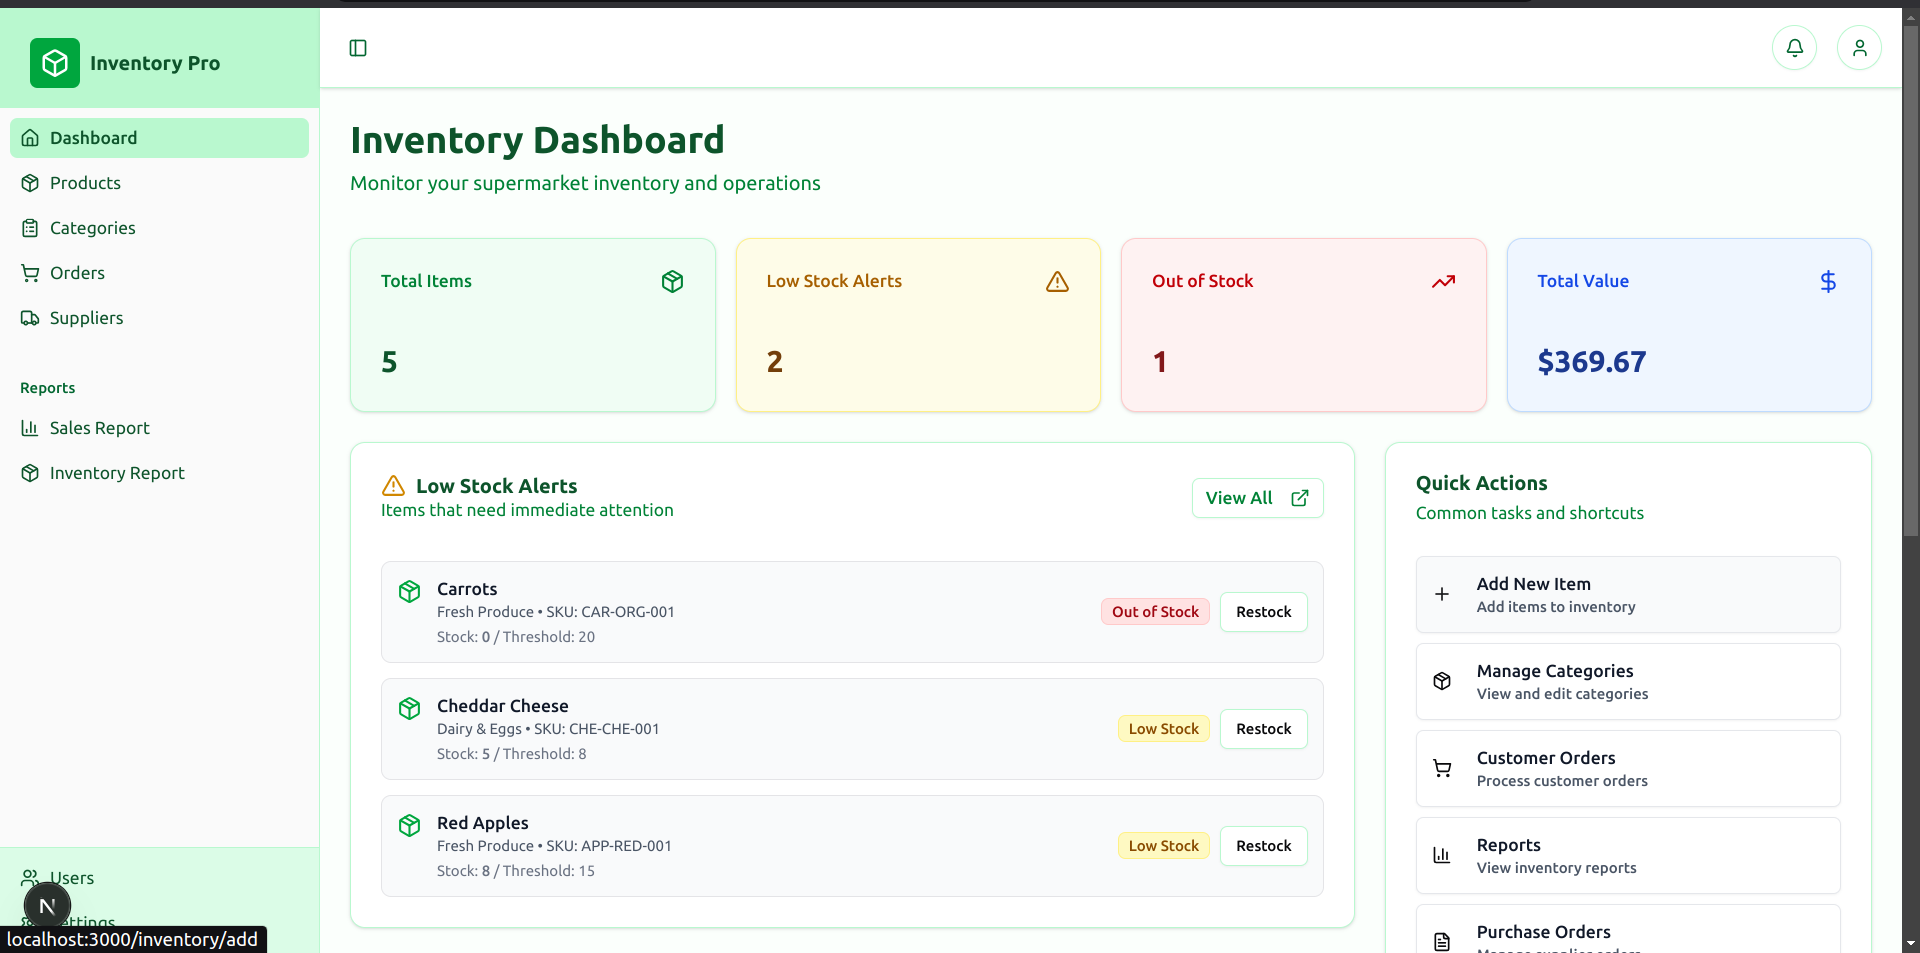 Inventory Pro
Dashboard
Products
Categories
Orders
Suppliers
Reports
Sales Report
Inventory Report
Users
ettings
N
localhost:3000/inventory/add
Inventory Dashboard
Monitor your supermarket inventory and operations
Total Items
5
Low Stock Alerts
2
Out of Stock
1
Total Value
$
$369.67
Low Stock Alerts
Items that need immediate attention
View All
Carrots
Fresh Produce • SKU: CAR-ORG-001
Stock: 0 / Threshold: 20
Out of Stock
Restock
Cheddar Cheese
Dairy & Eggs • SKU: CHE-CHE-001
Stock: 5 / Threshold: 8
Low Stock
Restock
Red Apples
Fresh Produce • SKU: APP-RED-001
Stock: 8 / Threshold: 15
Low Stock
Restock
Quick Actions
Common tasks and shortcuts
Add New Item
Add items to inventory
Manage Categories
View and edit categories
Customer Orders
Process customer orders
Reports
View inventory reports
Purchase Orders